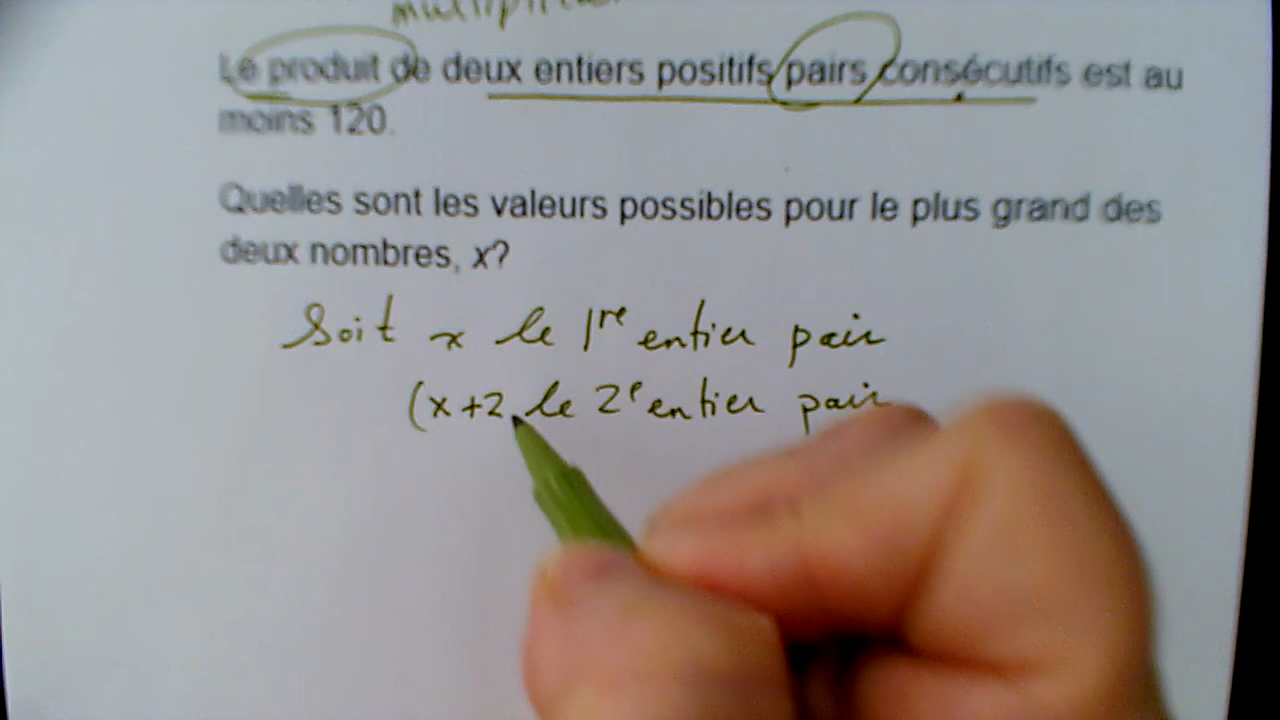 Le produit de deux entiers positifs pairs consécutifs est au
moins 120.
Quelles sont les valeurs possibles pour le plus grand des
deux nombres, x?
Soit x le 1re entier pair
(x+2 le 2e entier pair